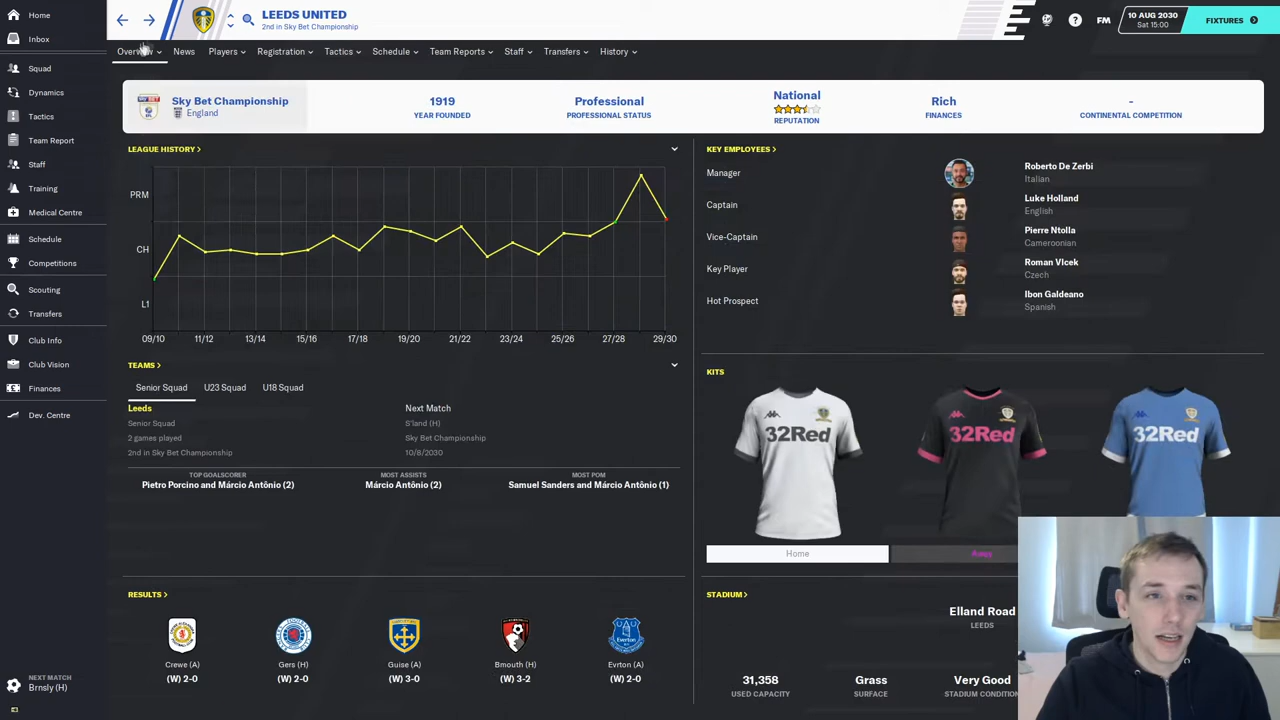 Home
Inbox
Squad
Dynamics
Tactics
Team Report
Staff
Training
Medical Centre
Schedule
Competitions
Scouting
Transfers
Club Info
Club Vision
Finances
Dev. Centre
NEXT MATCH
Brnsly (H)
LEEDS UNITED
2nd in Sky Bet Championship
FM
10 AUG 2030
Sat 15:00
FIXTURES
Overview News Players Registration Tactics Schedule Team Reports Staff Transfers History
Sky Bet Championship
England
1919
YEAR FOUNDED
Professional
PROFESSIONAL STATUS
National
REPUTATION
Rich
FINANCES
-
CONTINENTAL COMPETITION
LEAGUE HISTORY >
PRM
CH
L1
09/10 11/12 13/14 15/16 17/18 19/20 21/22 23/24 25/26 27/28 29/30
TEAMS >
Senior Squad U23 Squad U18 Squad
Leeds
Senior Squad
2 games played
2nd in Sky Bet Championship
Next Match
S'land (H)
Sky Bet Championship
10/8/2030
TOP GOALSCORER
Pietro Porcino and Márcio Antônio (2)
MOST ASSISTS
Márcio Antônio (2)
MOST POM
Samuel Sanders and Márcio Antônio (1)
RESULTS >
Crewe (A)
(W) 2-0
Gers (H)
(W) 2-0
Guise (A)
(W) 3-0
Bmouth (H)
(W) 3-2
Evrton (A)
(W) 2-0
KEY EMPLOYEES >
Manager
Roberto De Zerbi
Italian
Captain
Luke Holland
English
Vice-Captain
Pierre Ntolla
Cameroonian
Key Player
Roman Vlcek
Czech
Hot Prospect
Ibon Galdeano
Spanish
KITS
32Red
32Red
32Red
Home
Away
STADIUM >
Elland Road
LEEDS
31,358
USED CAPACITY
Grass
SURFACE
Very Good
STADIUM CONDITION